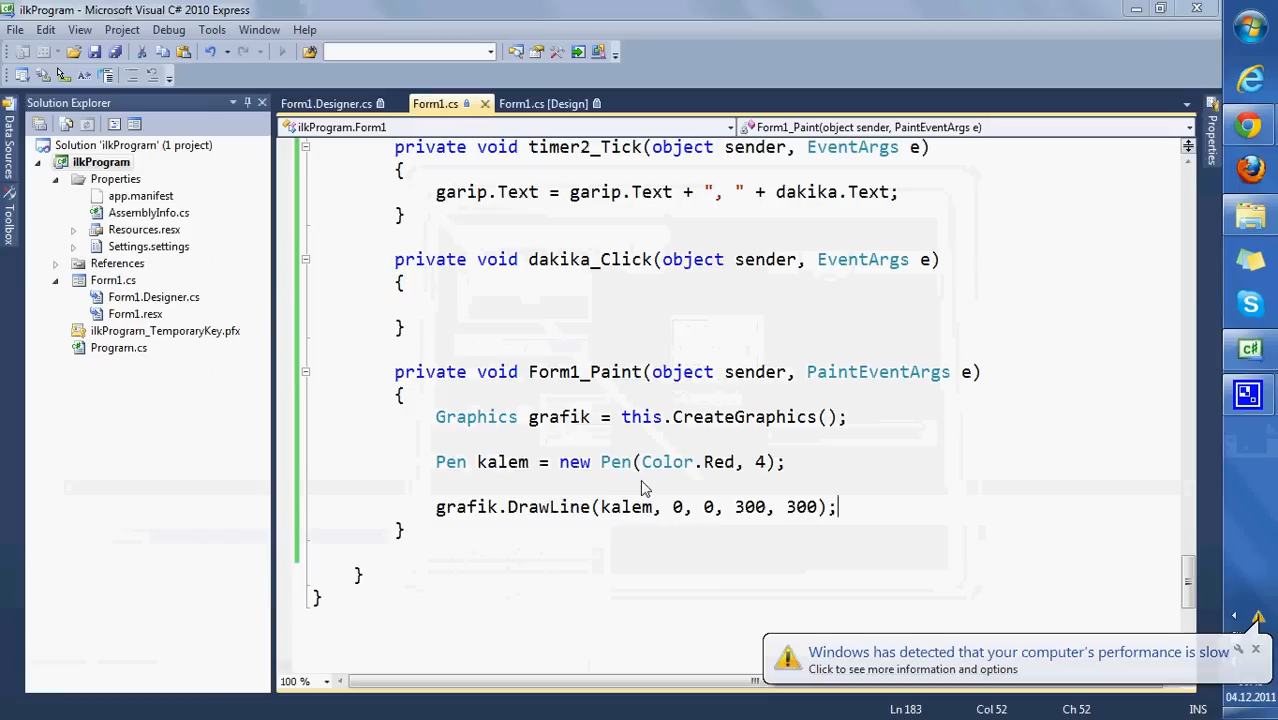 ilkProgram - Microsoft Visual C# 2010 Express
File Edit View Project Debug Tools Window Help
Solution Explorer
Form1.Designer.cs Form1.cs Form1.cs [Design]
ilkProgram.Form1 Form1_Paint(object sender, PaintEventArgs e)
Data Sources
Toolbox
Properties
Solution 'ilkProgram' (1 project)
ilkProgram
Properties
app.manifest
AssemblyInfo.cs
Resources.resx
Settings.settings
References
Form1.cs
Form1.Designer.cs
Form1.resx
ilkProgram_TemporaryKey.pfx
Program.cs
private void timer2_Tick(object sender, EventArgs e)
{
garip.Text = garip.Text + ", " + dakika.Text;
}
private void dakika_Click(object sender, EventArgs e)
{
}
private void Form1_Paint(object sender, PaintEventArgs e)
{
Graphics grafik = this.CreateGraphics();
Pen kalem = new Pen(Color.Red, 4);
grafik.DrawLine(kalem, 0, 0, 300, 300);
}
}
}
Windows has detected that your computer's performance is slow
Click to see more information and options
100 %
Ln 183 Col 52 Ch 52 INS
04.12.2011